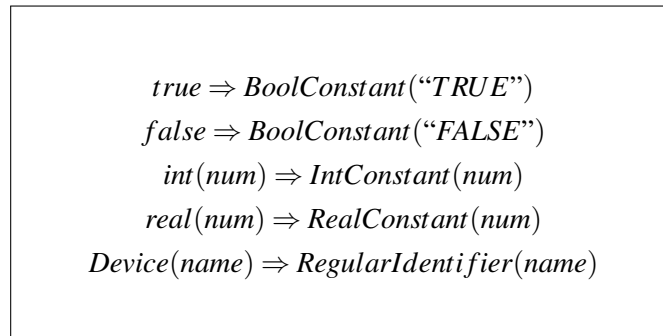 true ⇒ BoolConstant(“TRUE”)
false ⇒ BoolConstant(“FALSE”)
int(num) ⇒ IntConstant(num)
real(num) ⇒ RealConstant(num)
Device(name) ⇒ RegularIdentifier(name)